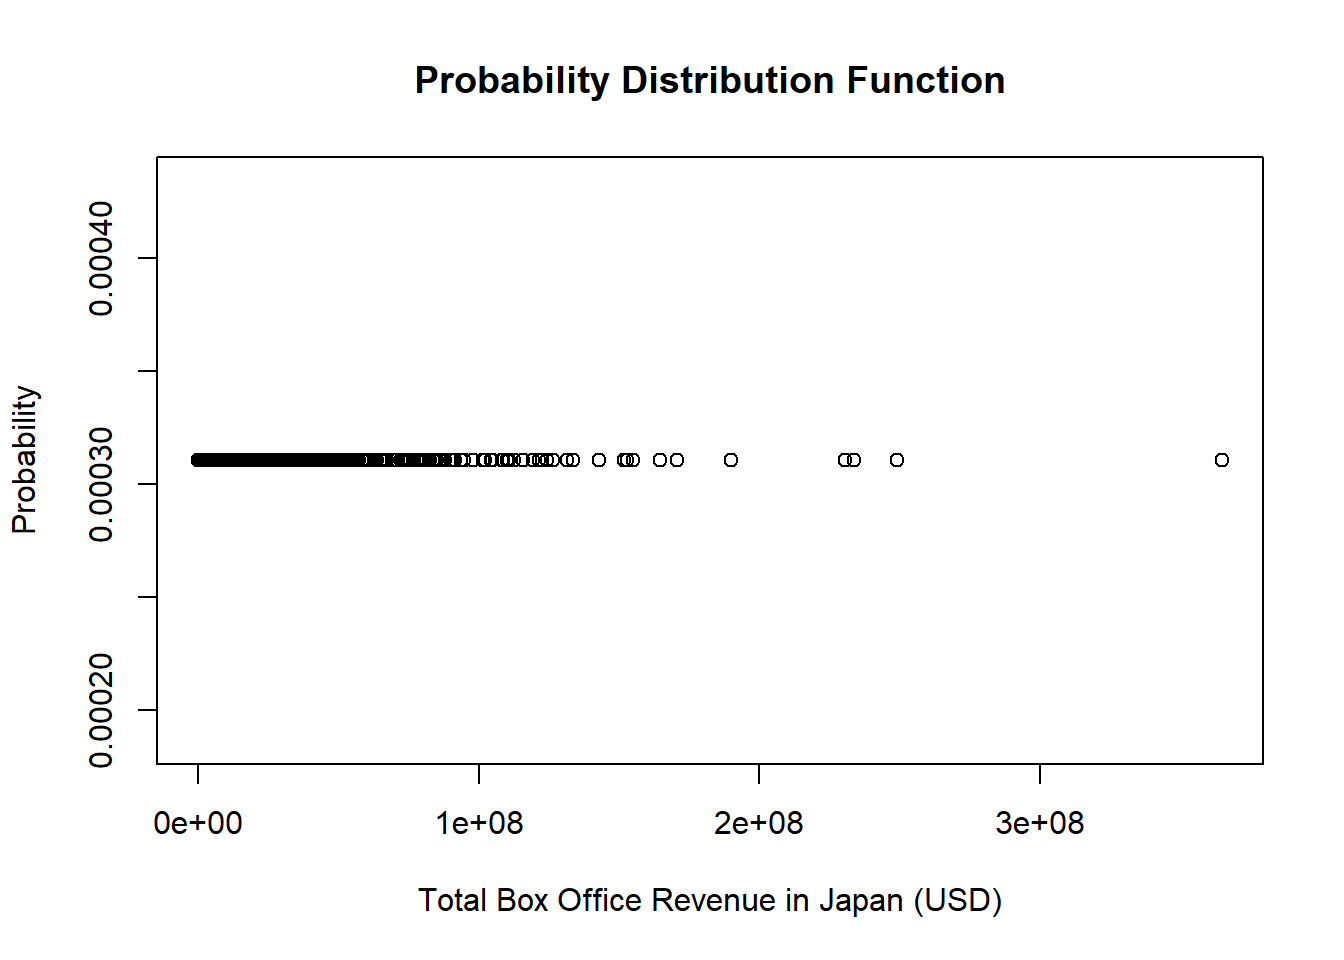 Probability Distribution Function
Probability
0.00040
0.00030
0.00020
0e+00 1e+08 2e+08 3e+08
Total Box Office Revenue in Japan (USD)